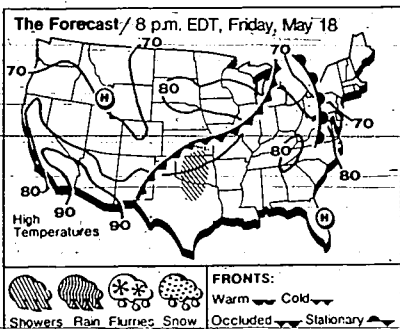 The Forecast/ 8 p.m. EDT, Friday, May 18
70
70
70
80
H
70
80
80
80
90
90
H
High
Temperatures
Showers Rain Flurries Snow
FRONTS:
Warm Cold
Occluded Stationary